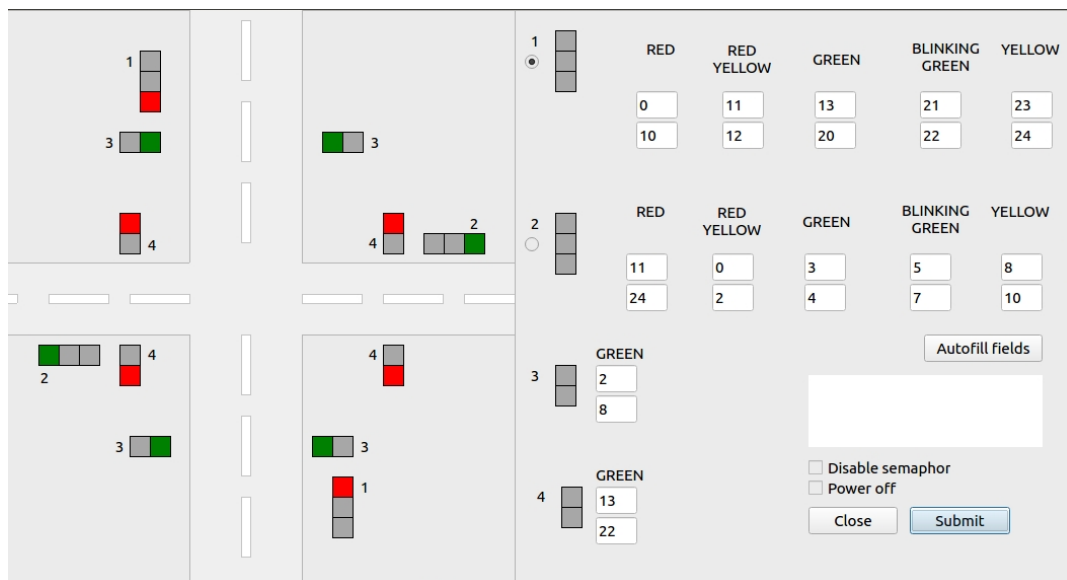 1
3
3
4
4
2
2
4
4
3
3
1
1
RED
RED
YELLOW
GREEN
BLINKING
GREEN
YELLOW
0
11
13
21
23
10
12
20
22
24
2
RED
RED
YELLOW
GREEN
BLINKING
GREEN
YELLOW
11
0
3
5
8
24
2
4
7
10
Autofill fields
3
GREEN
2
8
4
GREEN
13
22
Disable semaphor
Power off
Close
Submit